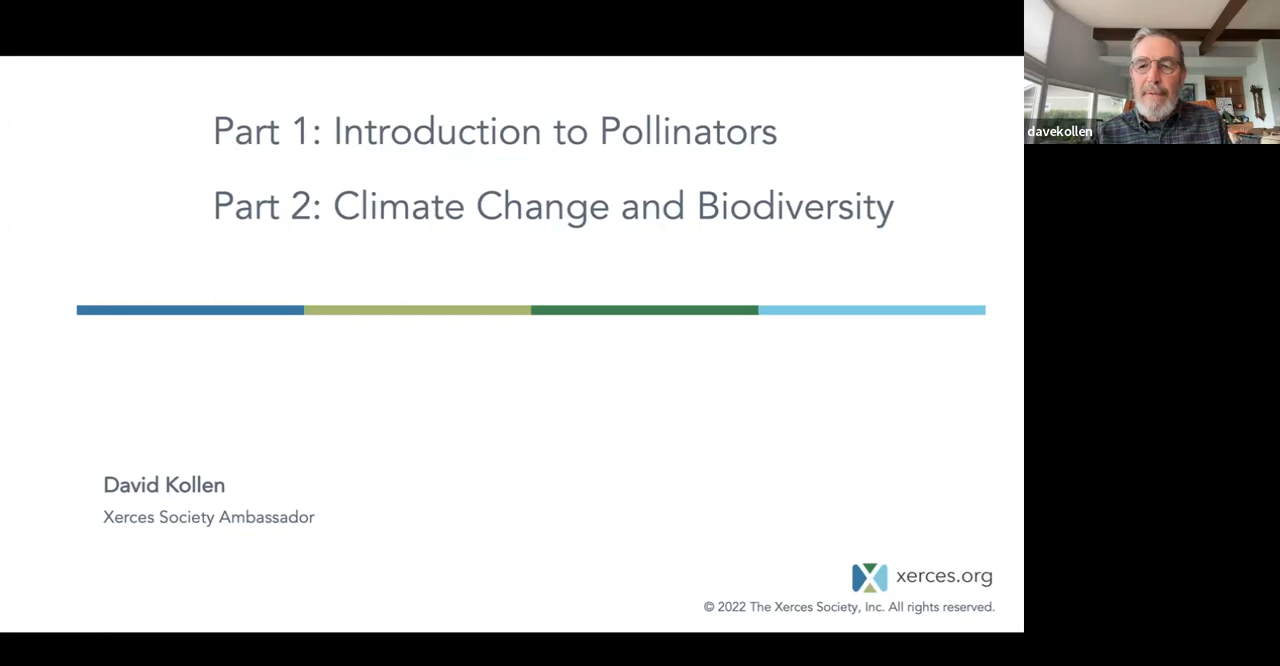 Part 1: Introduction to Pollinators
Part 2: Climate Change and Biodiversity
David Kollen
Xerces Society Ambassador
xerces.org
© 2022 The Xerces Society, Inc. All rights reserved.
davekollen